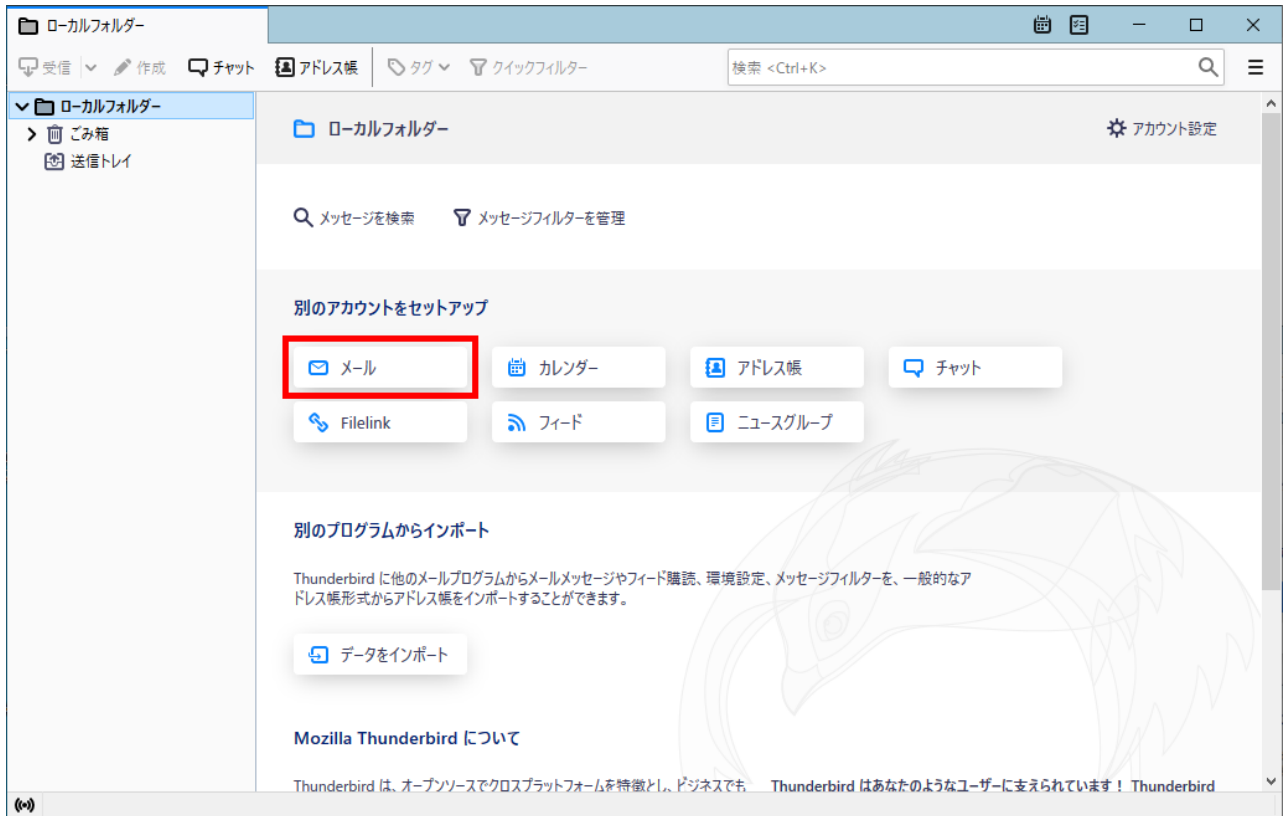 ローカルフォルダー
受信
作成
チャット
アドレス帳
タグ
クイックフィルター
検索 <Ctrl+K>
ローカルフォルダー
ごみ箱
送信トレイ
ローカルフォルダー
アカウント設定
メッセージを検索
メッセージフィルターを管理
別のアカウントをセットアップ
メール
カレンダー
アドレス帳
チャット
Filelink
フィード
ニュースグループ
別のプログラムからインポート
Thunderbird に他のメールプログラムからメールメッセージやフィード購読、環境設定、メッセージフィルターを、一般的なア
ドレス帳形式からアドレス帳をインポートすることができます。
データをインポート
Mozilla Thunderbird について
Thunderbird は、オープンソースでクロスプラットフォームを特徴とし、ビジネスでも
Thunderbird はあなたのようなユーザーに支えられています！ Thunderbird